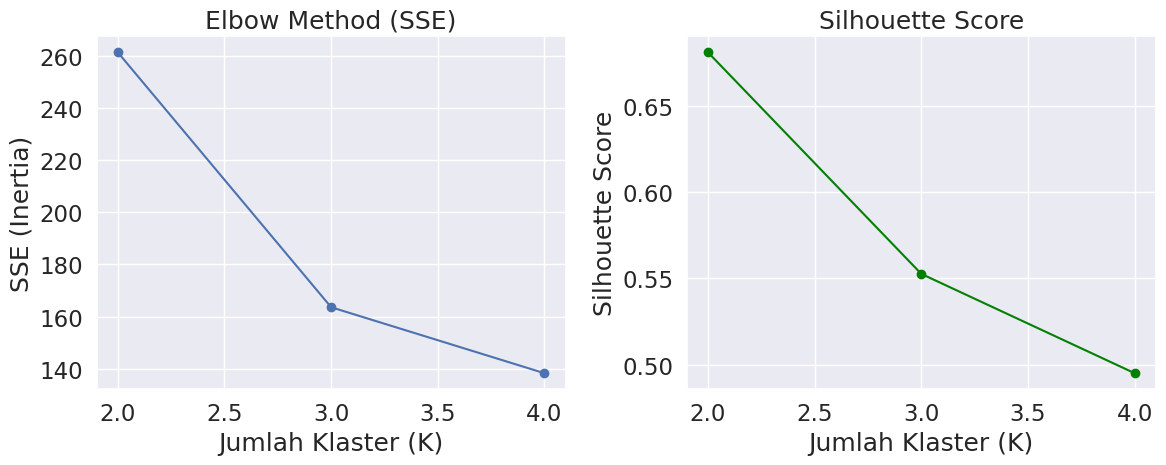 Elbow Method (SSE)
SSE (Inertia)
260
240
220
200
180
160
140
2.0 2.5 3.0 3.5 4.0
Jumlah Klaster (K)
Silhouette Score
Silhouette Score
0.65
0.60
0.55
0.50
2.0 2.5 3.0 3.5 4.0
Jumlah Klaster (K)